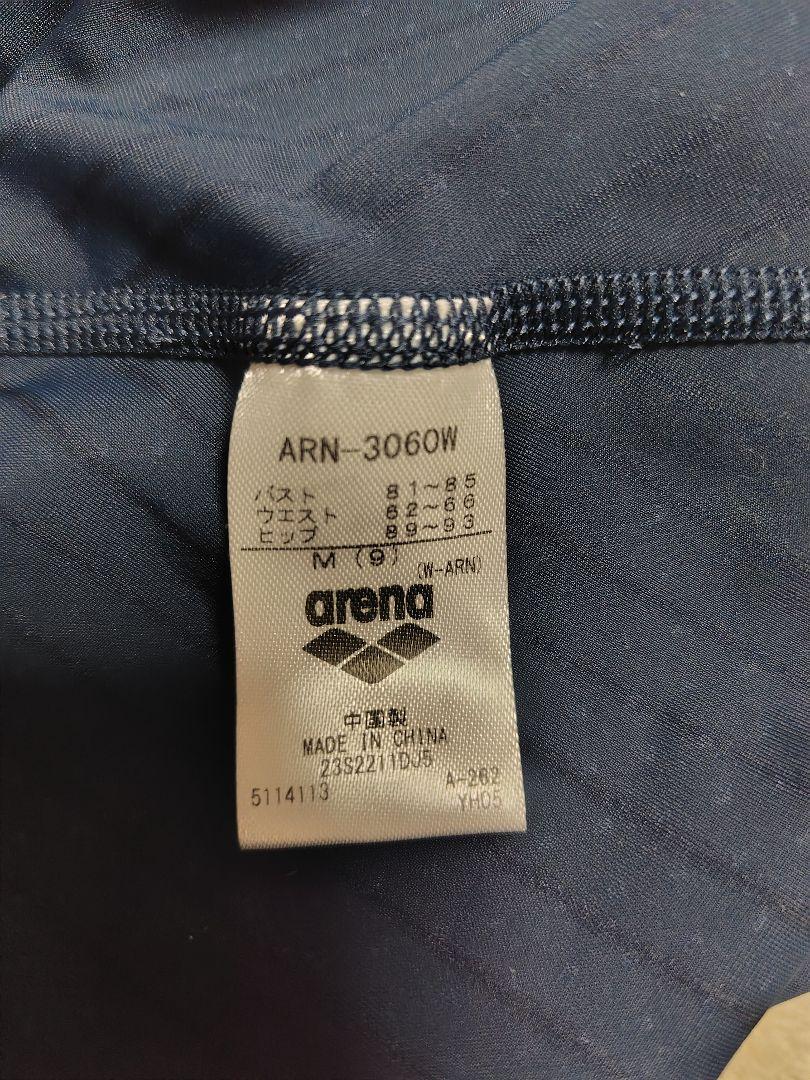 ARN-3060W
バスト 81~85
ウエスト 62~66
ヒップ 89~93
M (9)
(W-ARN)
arena
中国製
MADE IN CHINA
23S2211DJ5
5114113 A-262
YH05